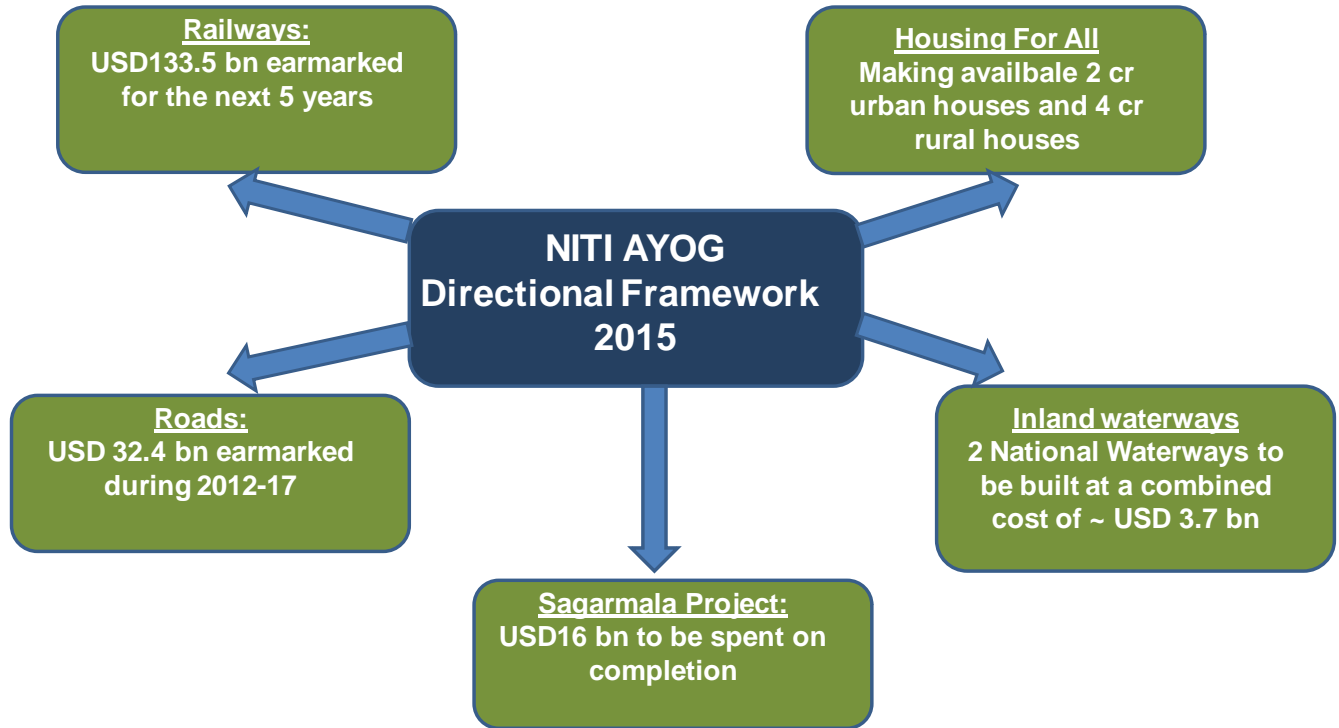 Railways:
USD133.5 bn earmarked
for the next 5 years
Housing For All
Making availbale 2 cr
urban houses and 4 cr
rural houses
NITI AYOG
Directional Framework
2015
Roads:
USD 32.4 bn earmarked
during 2012-17
Inland waterways
2 National Waterways to
be built at a combined
cost of ~ USD 3.7 bn
Sagarmala Project:
USD16 bn to be spent on
completion